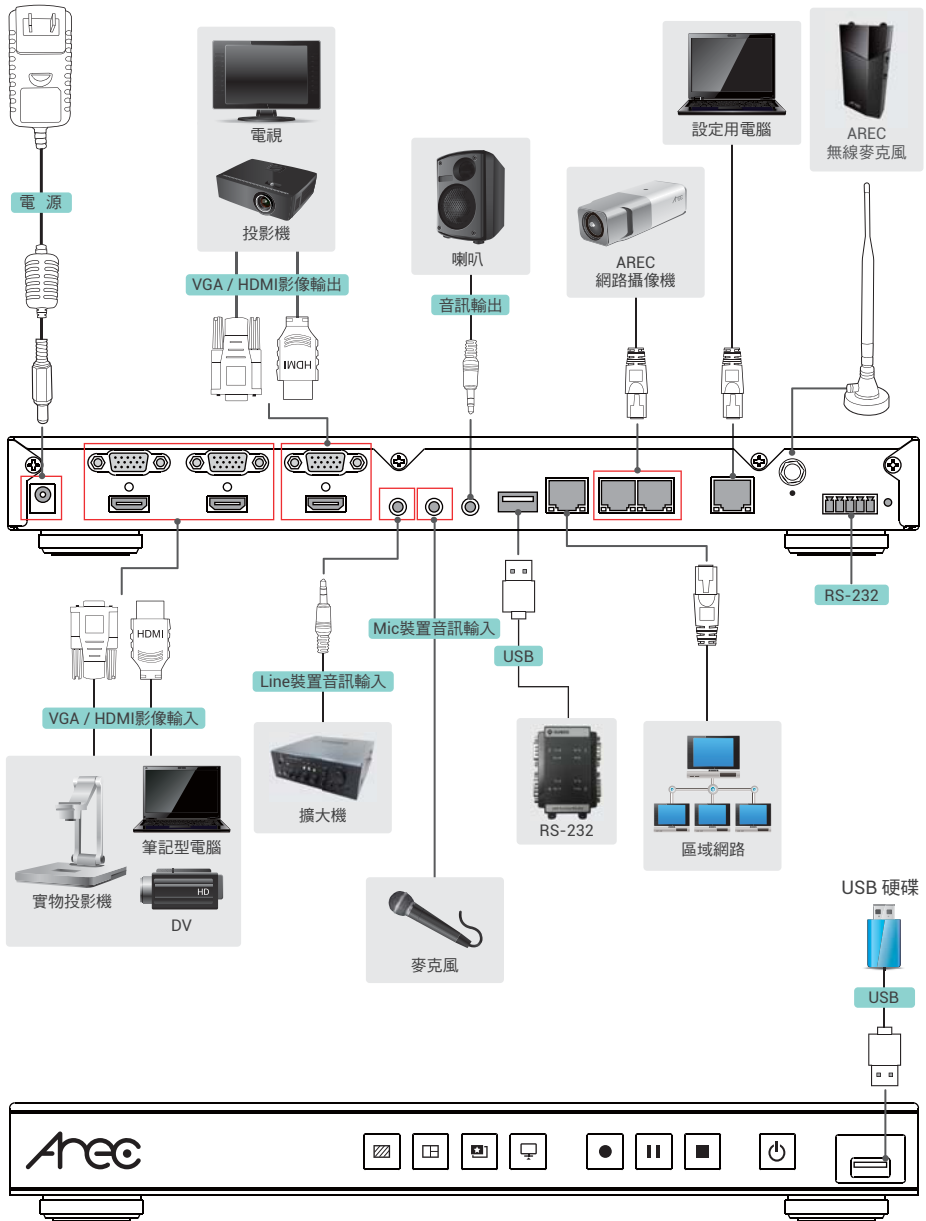 電視
投影機
VGA / HDMI影像輸出
HDMI
電 源
喇叭
音訊輸出
AREC
網路攝像機
設定用電腦
AREC
無線麥克風
RS-232
HDMI
VGA / HDMI影像輸入
實物投影機
筆記型電腦
HD
DV
Line裝置音訊輸入
擴大機
Mic裝置音訊輸入
麥克風
USB
RS-232
區域網路
USB 硬碟
USB
Arec